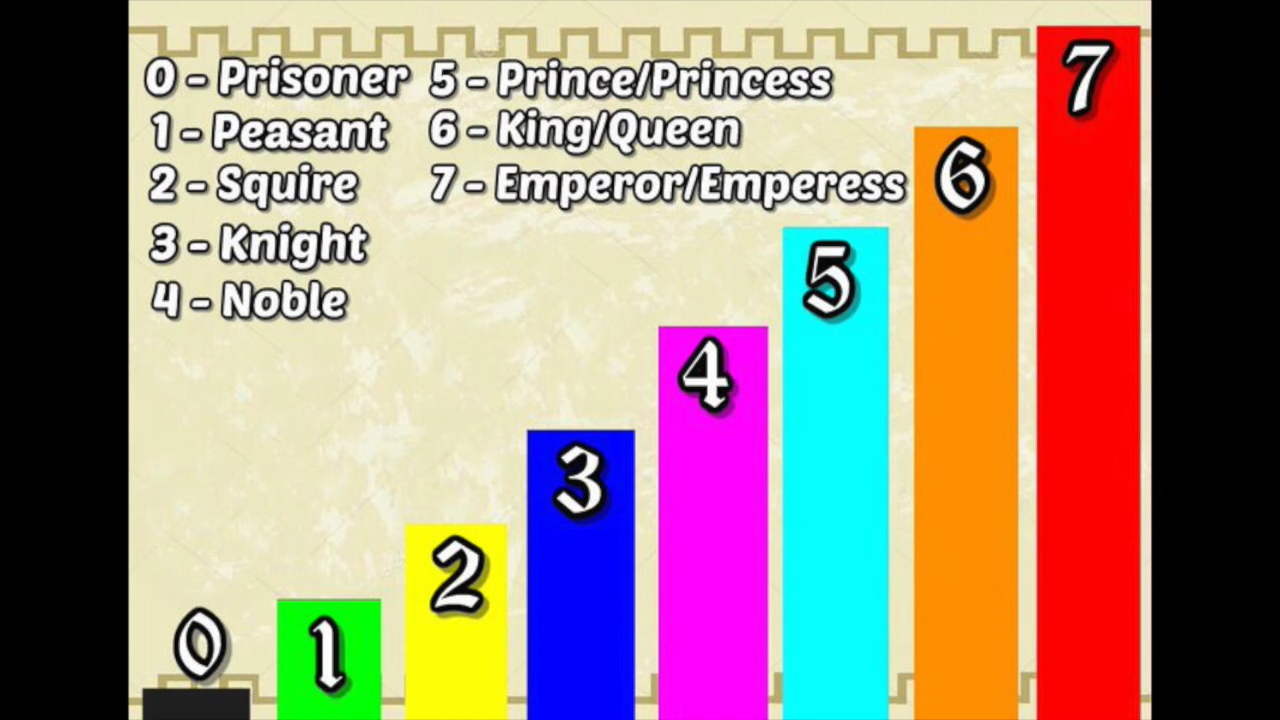 0 - Prisoner
1 - Peasant
2 - Squire
3 - Knight
4 - Noble
5 - Prince/Princess
6 - King/Queen
7 - Emperor/Emperess
0
1
2
3
4
5
6
7